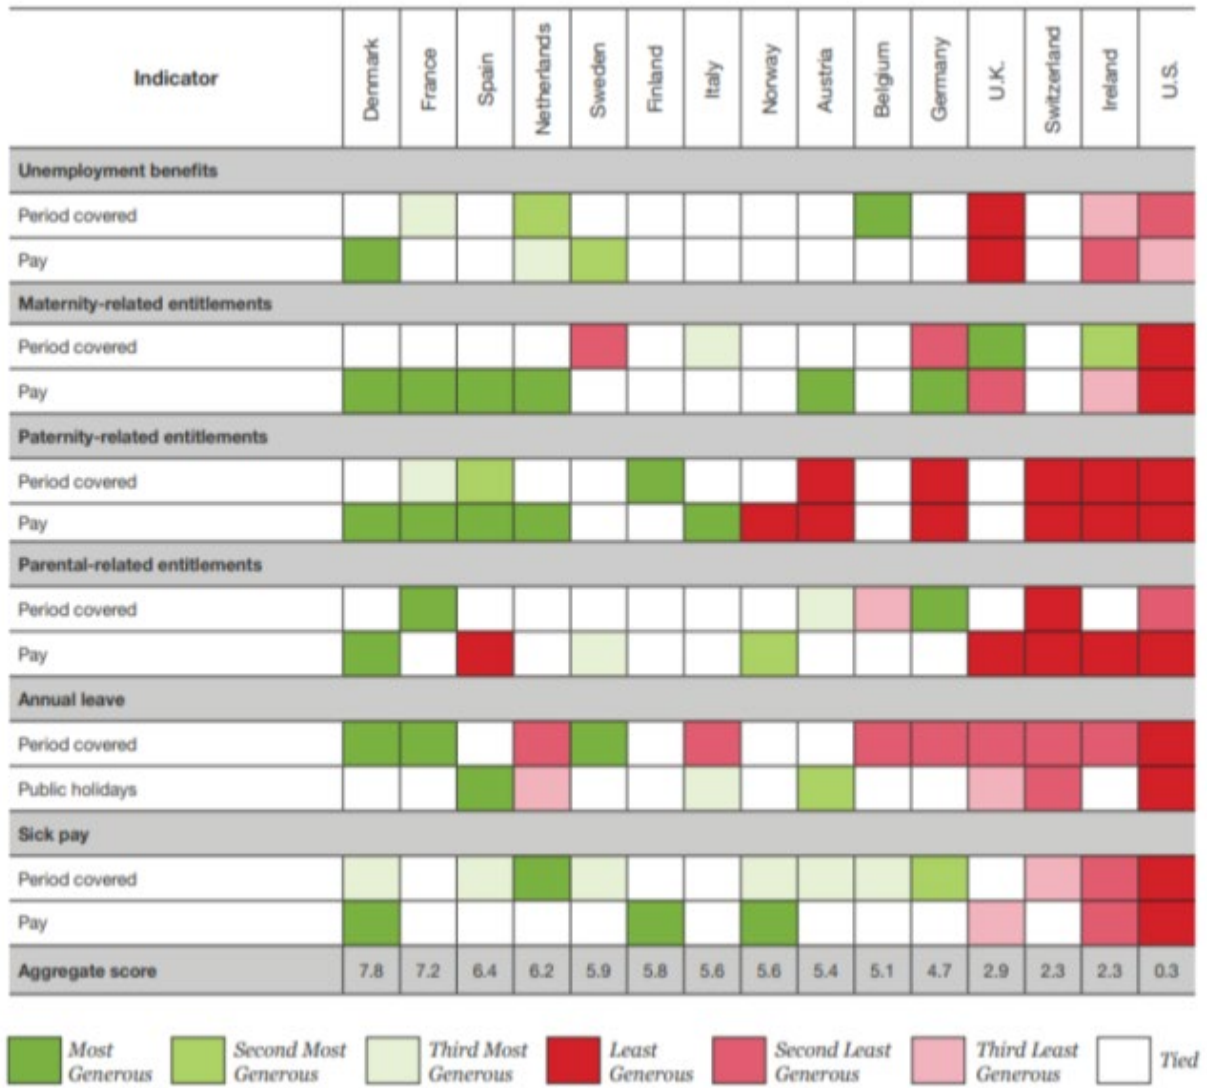 Indicator
Denmark
France
Spain
Netherlands
Sweden
Finland
Italy
Norway
Austria
Belgium
Germany
U.K.
Switzerland
Ireland
U.S.
Unemployment benefits
Period covered
Pay
Maternity-related entitlements
Period covered
Pay
Paternity-related entitlements
Period covered
Pay
Parental-related entitlements
Period covered
Pay
Annual leave
Period covered
Public holidays
Sick pay
Period covered
Pay
Aggregate score 7.8 7.2 6.4 6.2 5.9 5.8 5.6 5.6 5.4 5.1 4.7 2.9 2.3 2.3 0.3
Most
Generous
Second Most
Generous
Third Most
Generous
Least
Generous
Second Least
Generous
Third Least
Generous
Tied